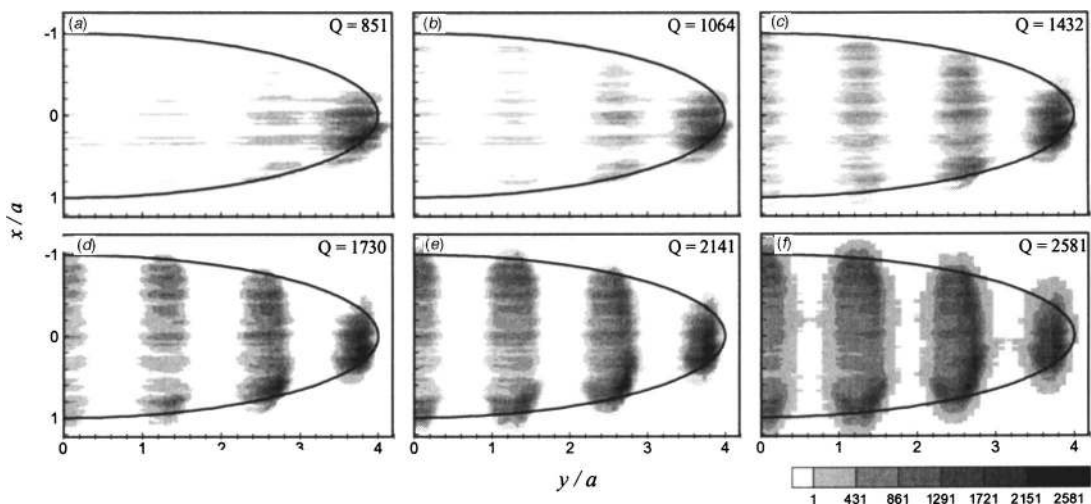 (a) Q = 851 (b) Q = 1064 (c) Q = 1432
-1
0
1
x / a
(d) Q = 1730 (e) Q = 2141 (f) Q = 2581
-1
0
1
0 1 2 3 4 0 1 2 3 4 0 1 2 3 4
y / a
1 431 861 1291 1721 2151 2581